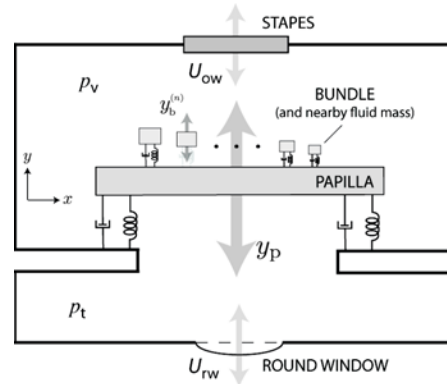 STAPES
U_ow
p_v
y_b^(n)
BUNDLE
(and nearby fluid mass)
. . .
y
x
PAPILLA
y_p
p_t
U_rw
ROUND WINDOW